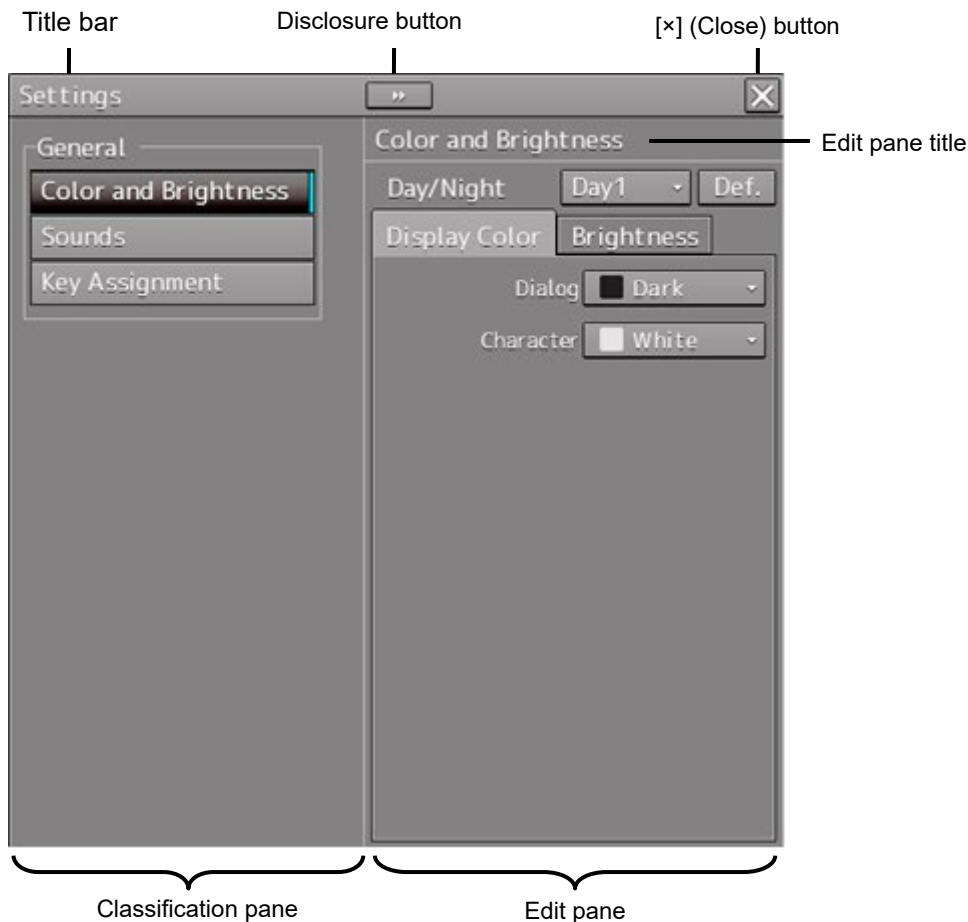 Title bar
Disclosure button
[×] (Close) button
Settings
General
Color and Brightness
Sounds
Key Assignment
Color and Brightness
Edit pane title
Day/Night Day1 Def.
Display Color Brightness
Dialog Dark
Character White
Classification pane
Edit pane